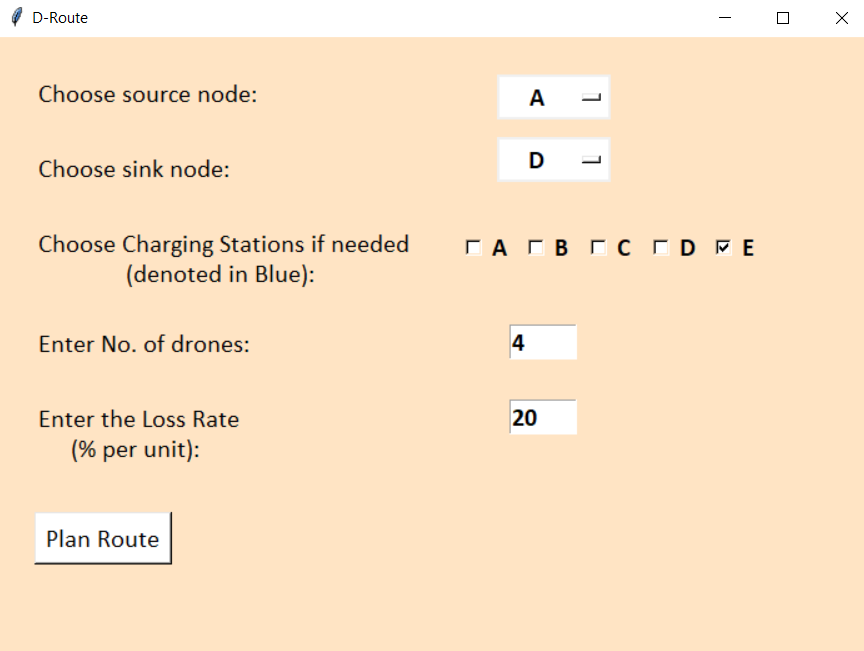 D-Route
Choose source node:
A
Choose sink node:
D
Choose Charging Stations if needed
(denoted in Blue):
A B C D E
Enter No. of drones:
4
Enter the Loss Rate
(% per unit):
20
Plan Route